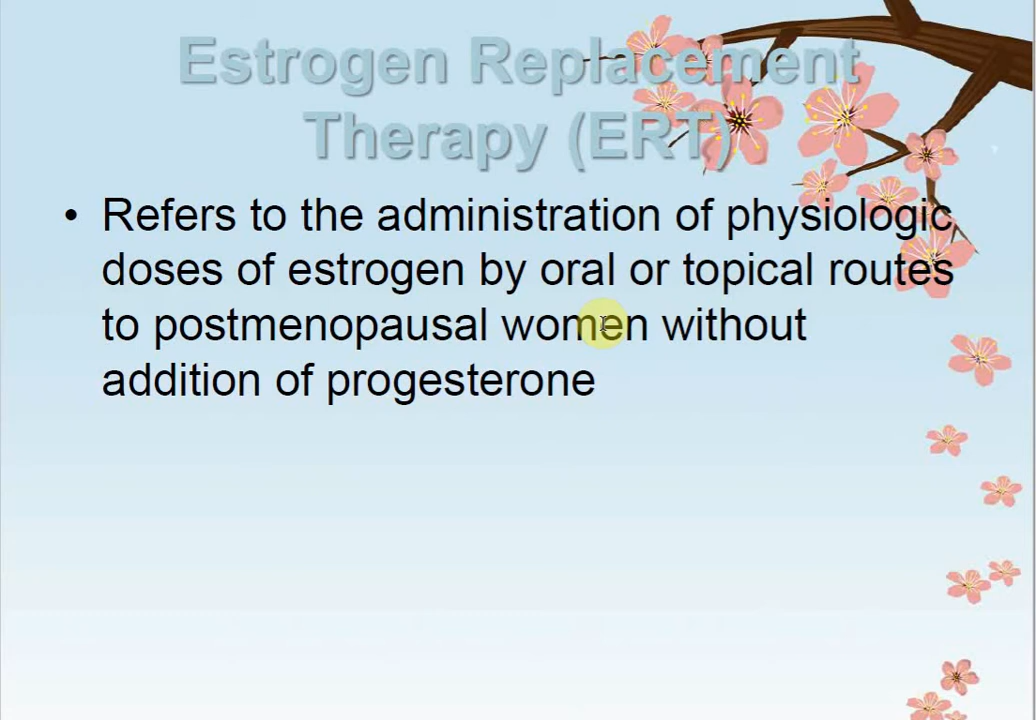 Estrogen Replacement
Therapy (ERT)
• Refers to the administration of physiologic
doses of estrogen by oral or topical routes
to postmenopausal women without
addition of progesterone